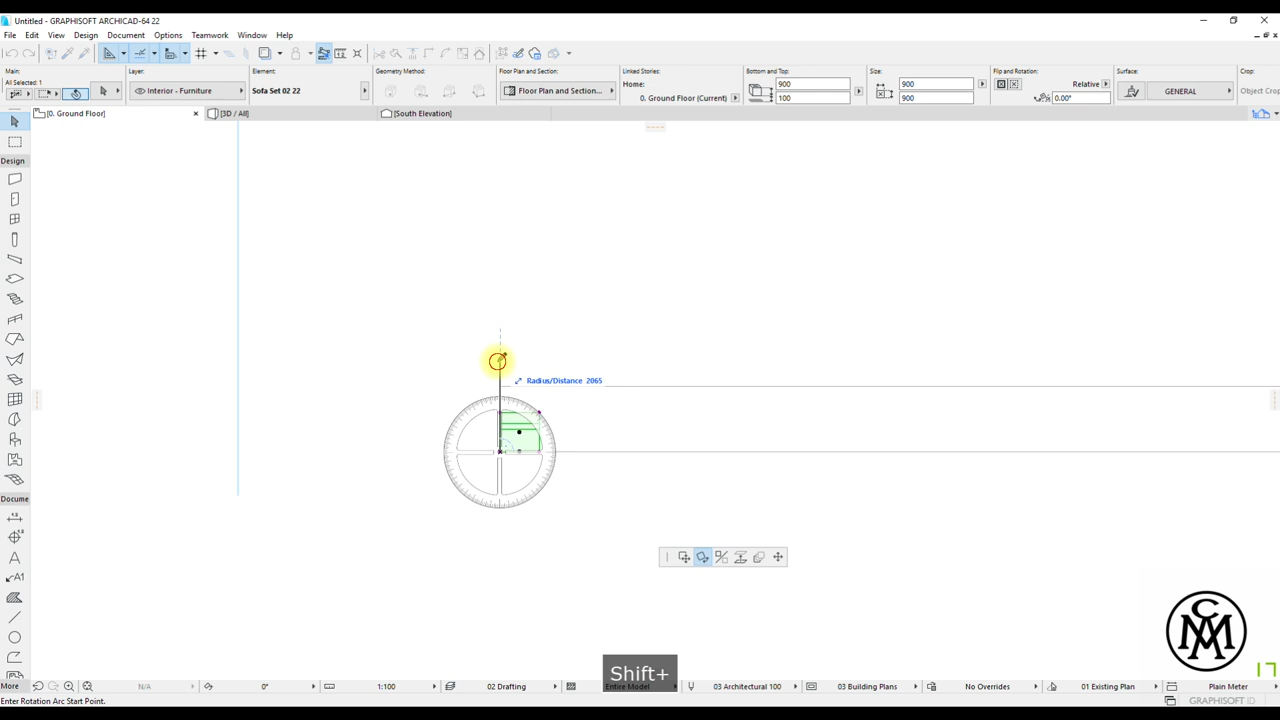 Untitled - GRAPHISOFT ARCHICAD-64 22
File Edit View Design Document Options Teamwork Window Help
Main: Layer: Element: Geometry Method: Floor Plan and Section: Linked Stories: Bottom and Top: Size: Flip and Rotation: Surface: Crop:
All Selected: 1 Home: 900 900 Relative
Interior - Furniture Sofa Set 02 22 Floor Plan and Section... GENERAL Object Crop
0. Ground Floor (Current) 100 900 0.00°
[0. Ground Floor] [3D / All] [South Elevation]
Design
Radius/Distance 2065
Docume
A
A1
Shift+
More N/A 0° 1:100 02 Drafting Entire Model 03 Architectural 100 03 Building Plans No Overrides 01 Existing Plan Plain Meter
Enter Rotation Arc Start Point. GRAPHISOFT ID
17